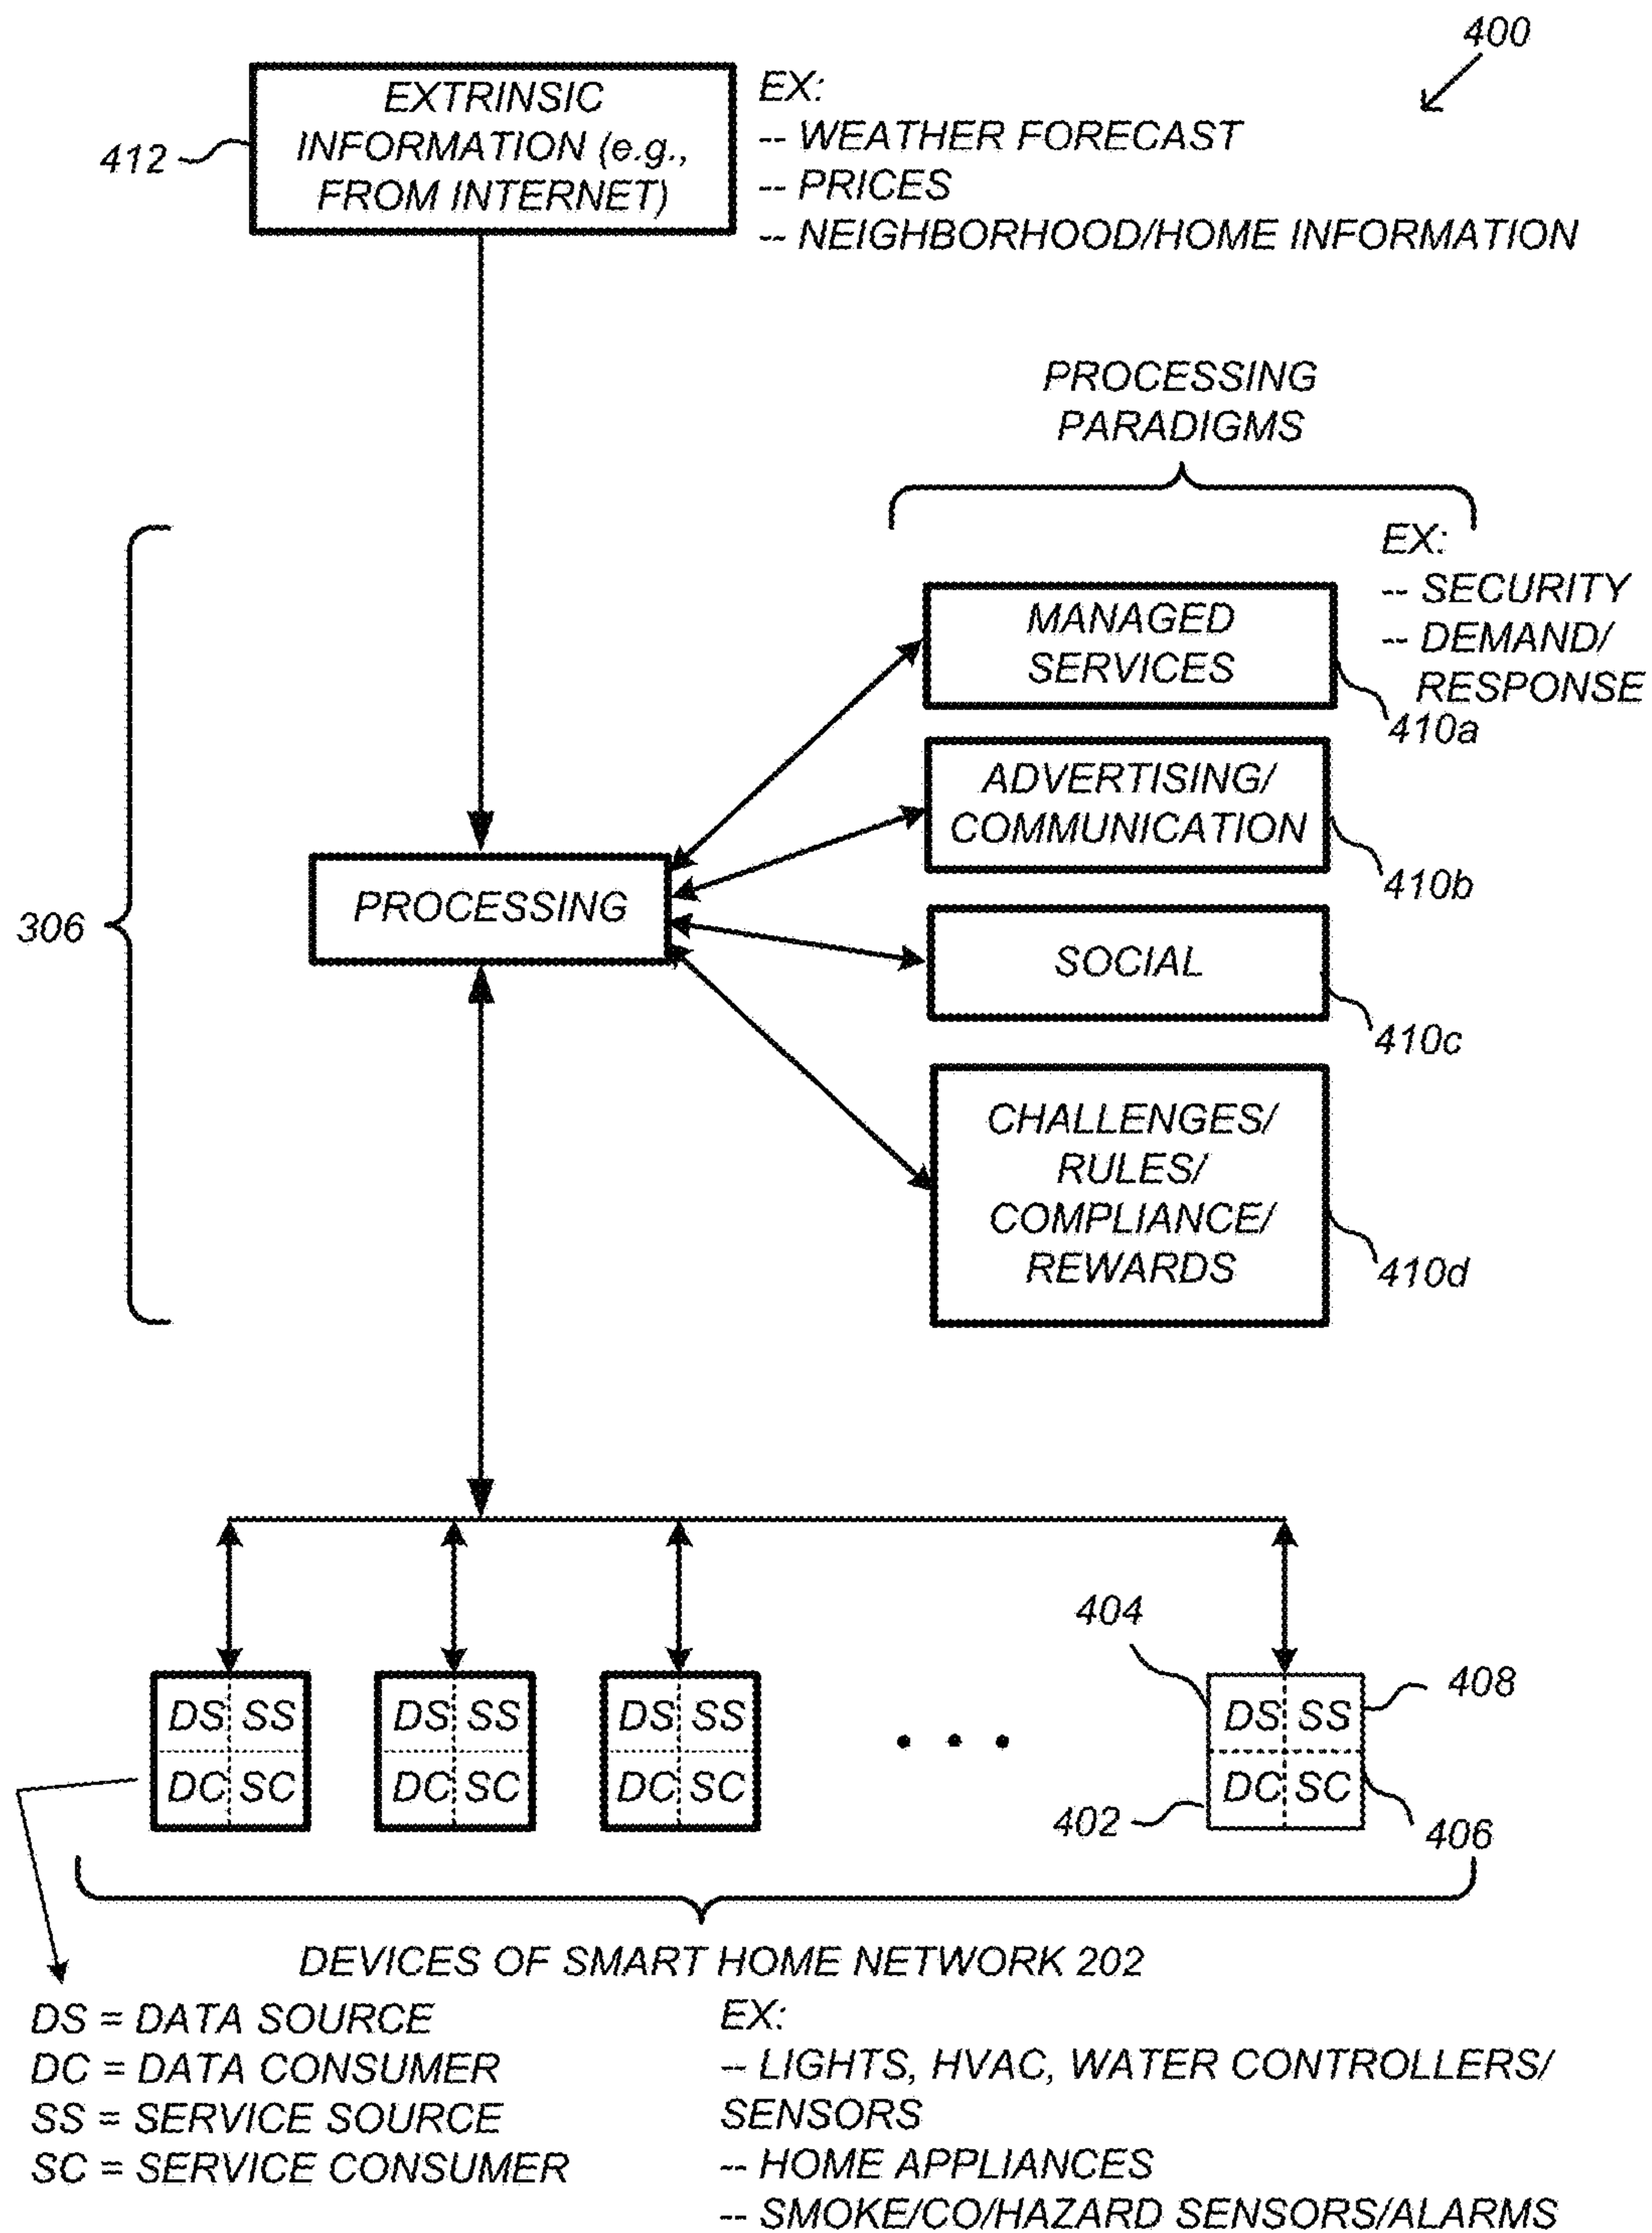 400
EXTRINSIC
INFORMATION (e.g.,
FROM INTERNET)
412
EX:
-- WEATHER FORECAST
-- PRICES
-- NEIGHBORHOOD/HOME INFORMATION
PROCESSING
PARADIGMS
EX:
-- SECURITY
-- DEMAND/
RESPONSE
MANAGED
SERVICES
410a
ADVERTISING/
COMMUNICATION
410b
306
PROCESSING
SOCIAL
410c
CHALLENGES/
RULES/
COMPLIANCE/
REWARDS
410d
404
408
DS SS
DC SC
DS SS
DC SC
DS SS
DC SC
DS SS
DC SC
402
406
DEVICES OF SMART HOME NETWORK 202
DS = DATA SOURCE
DC = DATA CONSUMER
SS = SERVICE SOURCE
SC = SERVICE CONSUMER
EX:
-- LIGHTS, HVAC, WATER CONTROLLERS/
SENSORS
-- HOME APPLIANCES
-- SMOKE/CO/HAZARD SENSORS/ALARMS